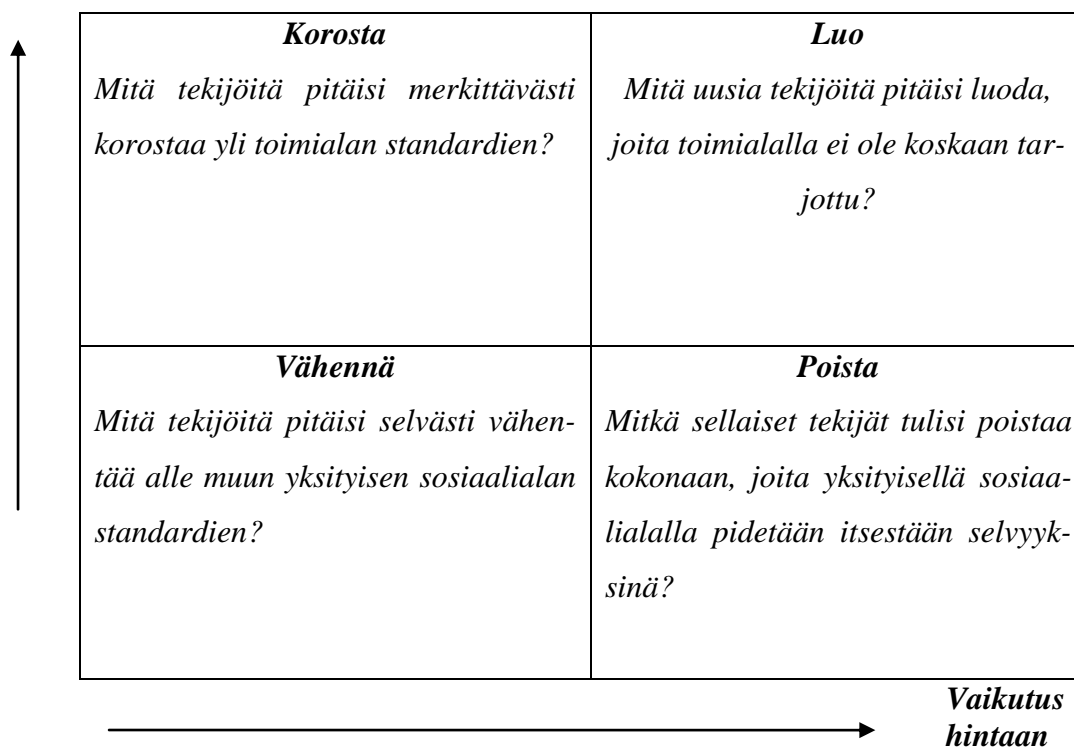 Korosta
Mitä tekijöitä pitäisi merkittävästi
korostaa yli toimialan standardien?
Luo
Mitä uusia tekijöitä pitäisi luoda,
joita toimialalla ei ole koskaan tar-
jottu?
Vähennä
Mitä tekijöitä pitäisi selvästi vähen-
tää alle muun yksityisen sosiaalialan
standardien?
Poista
Mitkä sellaiset tekijät tulisi poistaa
kokonaan, joita yksityisellä sosiaa-
lialalla pidetään itsestään selvyyk-
sinä?
Vaikutus
hintaan